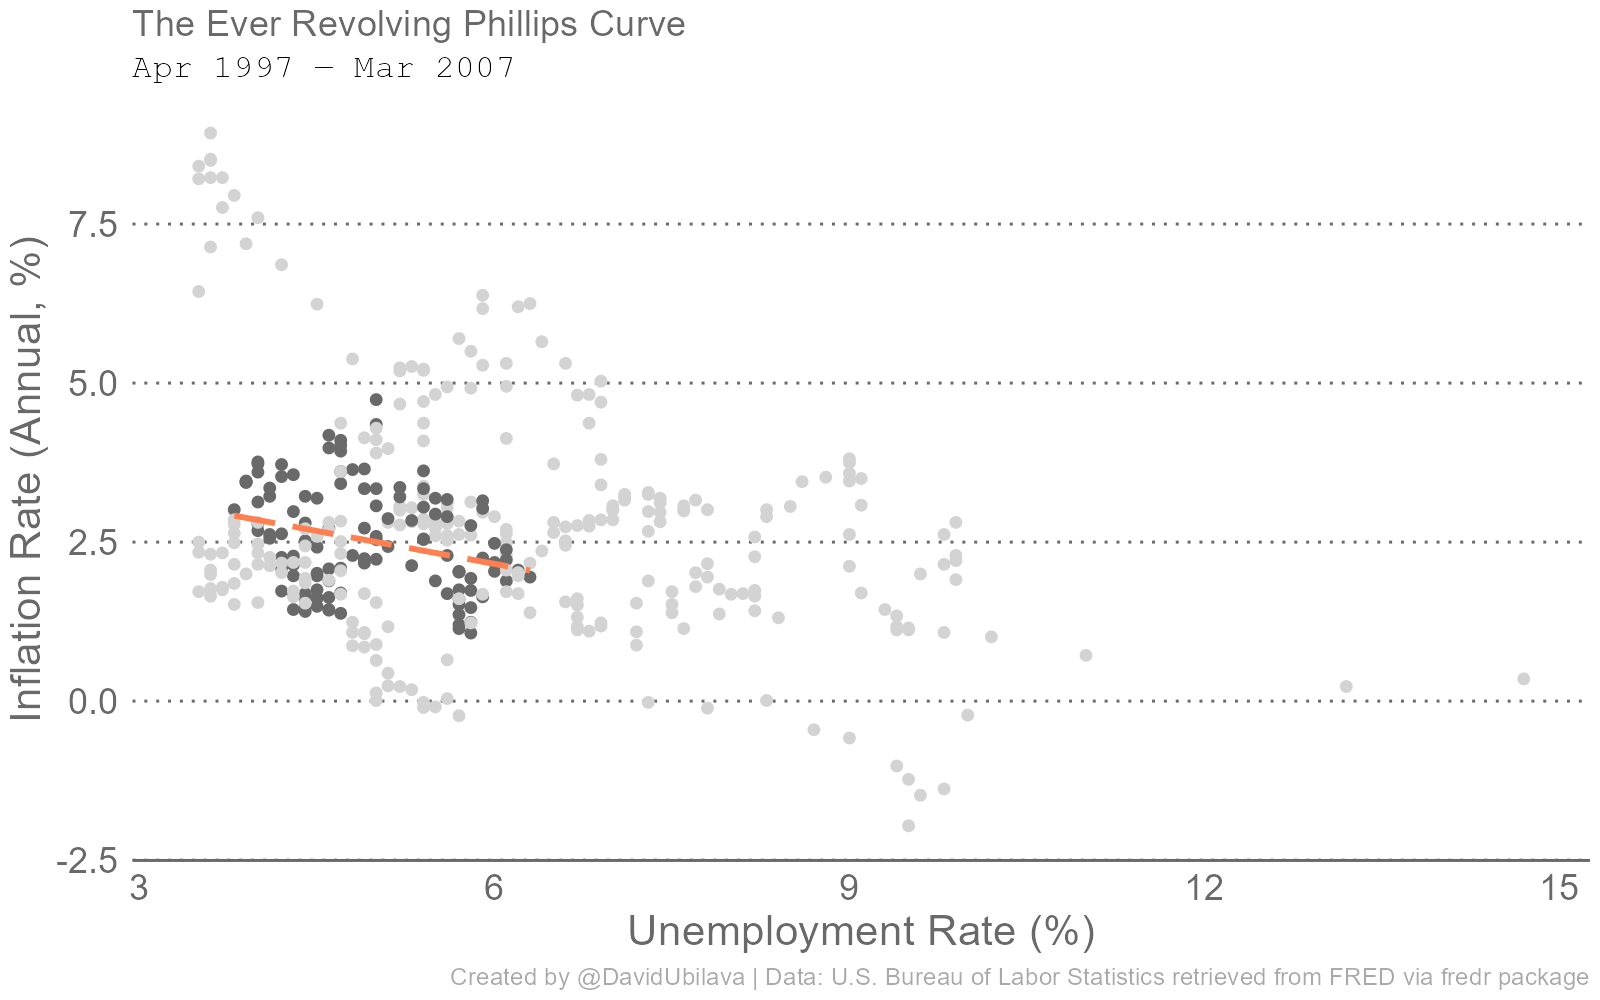 The Ever Revolving Phillips Curve
Apr 1997 — Mar 2007
Inflation Rate (Annual, %)
7.5
5.0
2.5
0.0
-2.5
3 6 9 12 15
Unemployment Rate (%)
Created by @DavidUbilava | Data: U.S. Bureau of Labor Statistics retrieved from FRED via fredr package